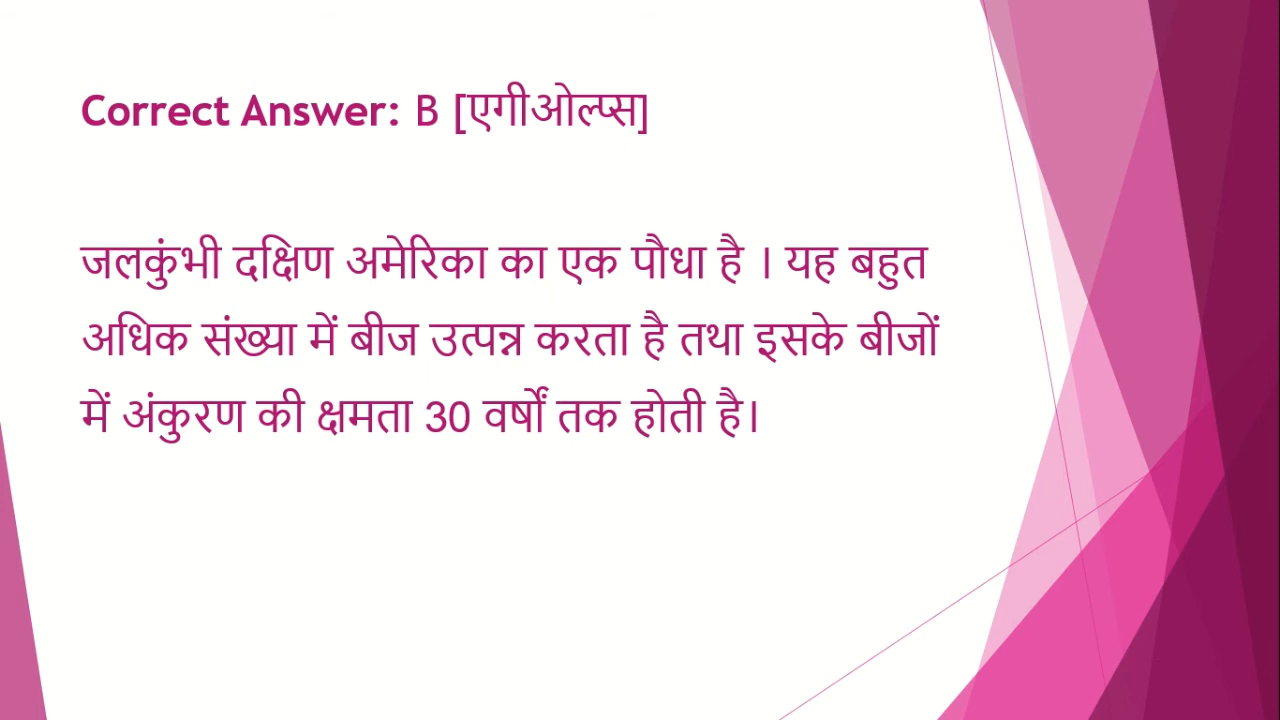 Correct Answer: B [एगीओल्प्स]
जलकुंभी दक्षिण अमेरिका का एक पौधा है । यह बहुत
अधिक संख्या में बीज उत्पन्न करता है तथा इसके बीजों
में अंकुरण की क्षमता 30 वर्षों तक होती है।